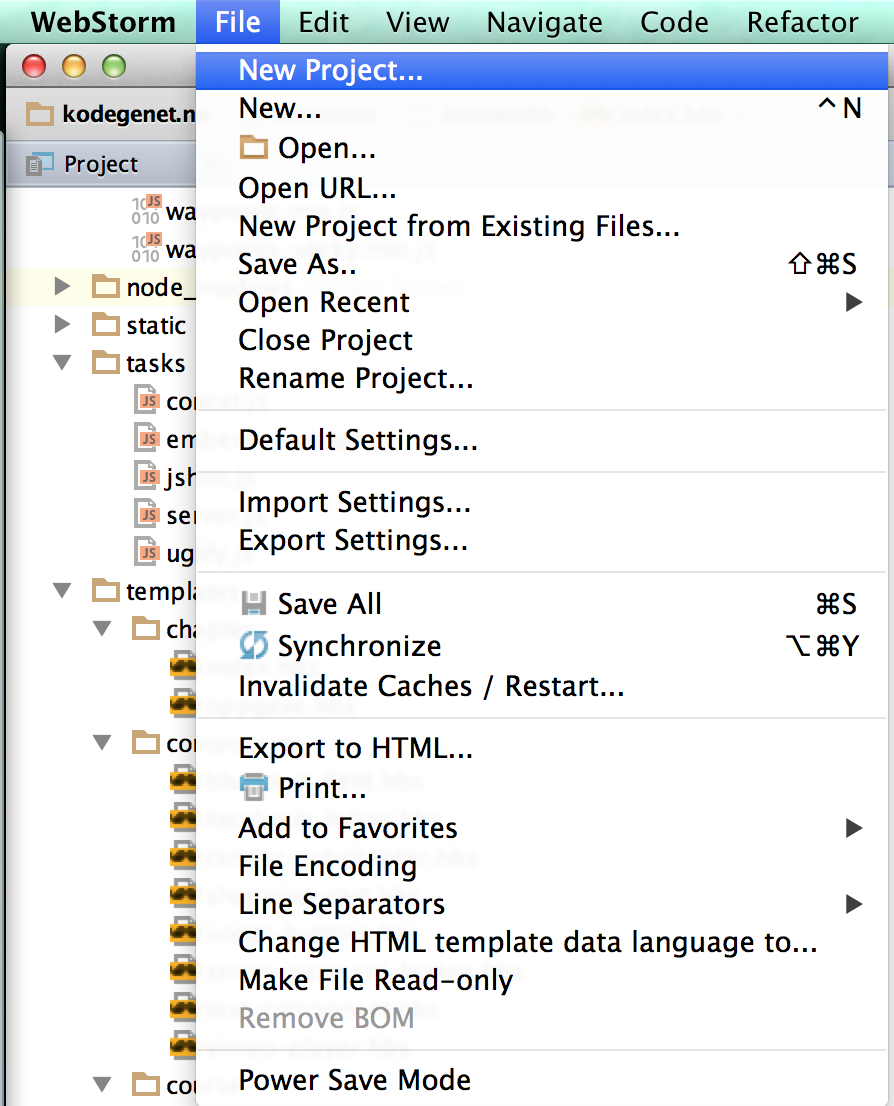 WebStorm File Edit View Navigate Code Refactor
kodegenet.n
Project
wa
wa
node_
static
tasks
con
em
jsh
ser
ug
templ
cha
com
cou
New Project...
New... ^ N
Open...
Open URL...
New Project from Existing Files...
Save As.. ⇧⌘S
Open Recent
Close Project
Rename Project...
Default Settings...
Import Settings...
Export Settings...
Save All ⌘S
Synchronize ⌥⌘Y
Invalidate Caches / Restart...
Export to HTML...
Print...
Add to Favorites
File Encoding
Line Separators
Change HTML template data language to...
Make File Read-only
Remove BOM
Power Save Mode